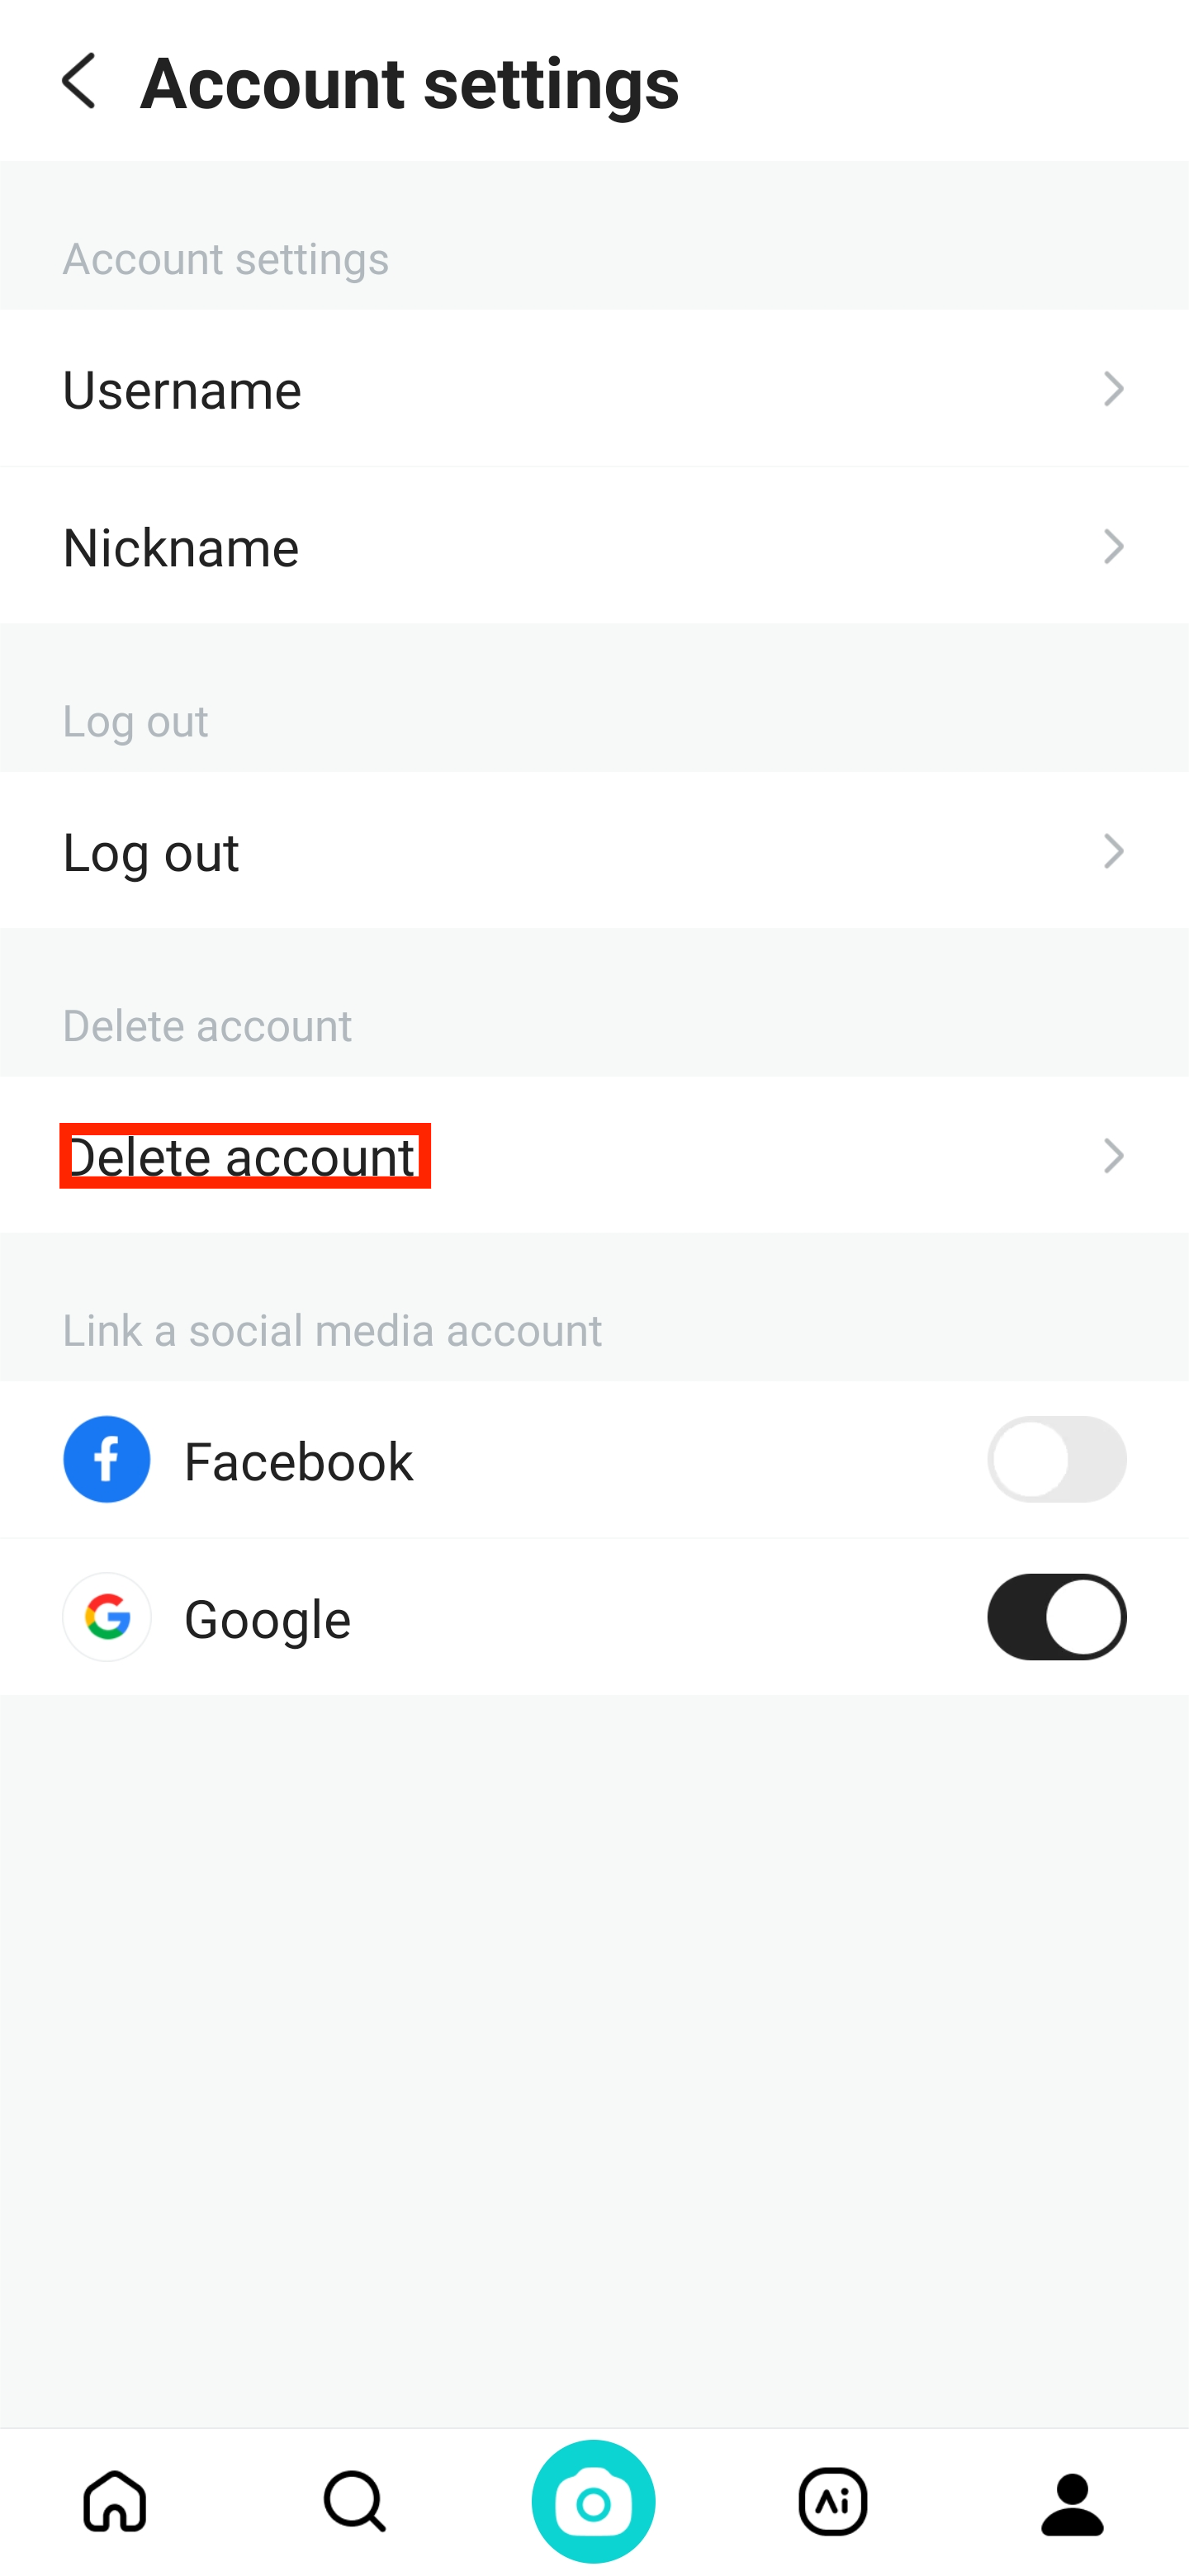 Account settings
Account settings
Username
Nickname
Log out
Log out
Delete account
Delete account
Link a social media account
Facebook
Google
Ai